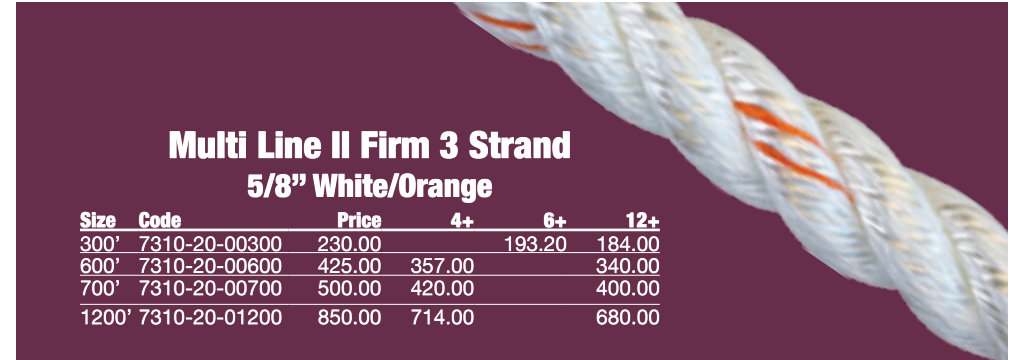 Multi Line II Firm 3 Strand
5/8” White/Orange
Size Code Price 4+ 6+ 12+
300’ 7310-20-00300 230.00 193.20 184.00
600’ 7310-20-00600 425.00 357.00 340.00
700’ 7310-20-00700 500.00 420.00 400.00
1200’ 7310-20-01200 850.00 714.00 680.00